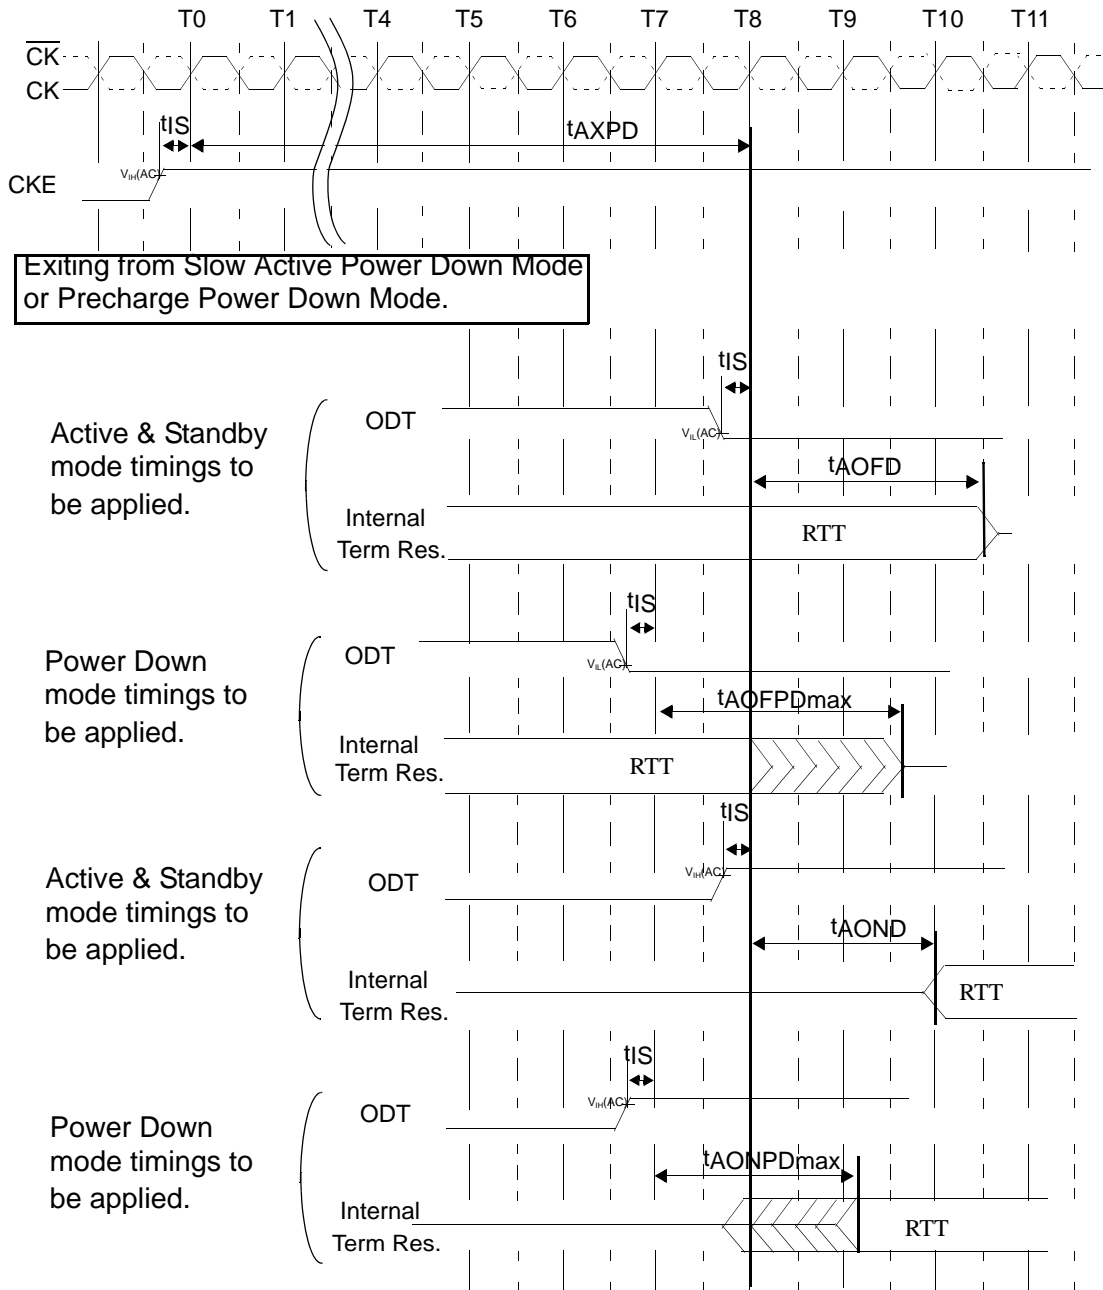 T0 T1 T4 T5 T6 T7 T8 T9 T10 T11
CK
CK
tIS
tAXPD
VIH(AC)
CKE
Exiting from Slow Active Power Down Mode
or Precharge Power Down Mode.
tIS
Active & Standby
mode timings to
be applied.
ODT
VIL(AC)
tAOFD
Internal
Term Res.
RTT
tIS
Power Down
mode timings to
be applied.
ODT
VIL(AC)
tAOFPDmax
Internal
Term Res.
RTT
tIS
Active & Standby
mode timings to
be applied.
ODT
VIH(AC)
tAOND
Internal
Term Res.
RTT
tIS
Power Down
mode timings to
be applied.
ODT
VIH(AC)
tAONPDmax
Internal
Term Res.
RTT